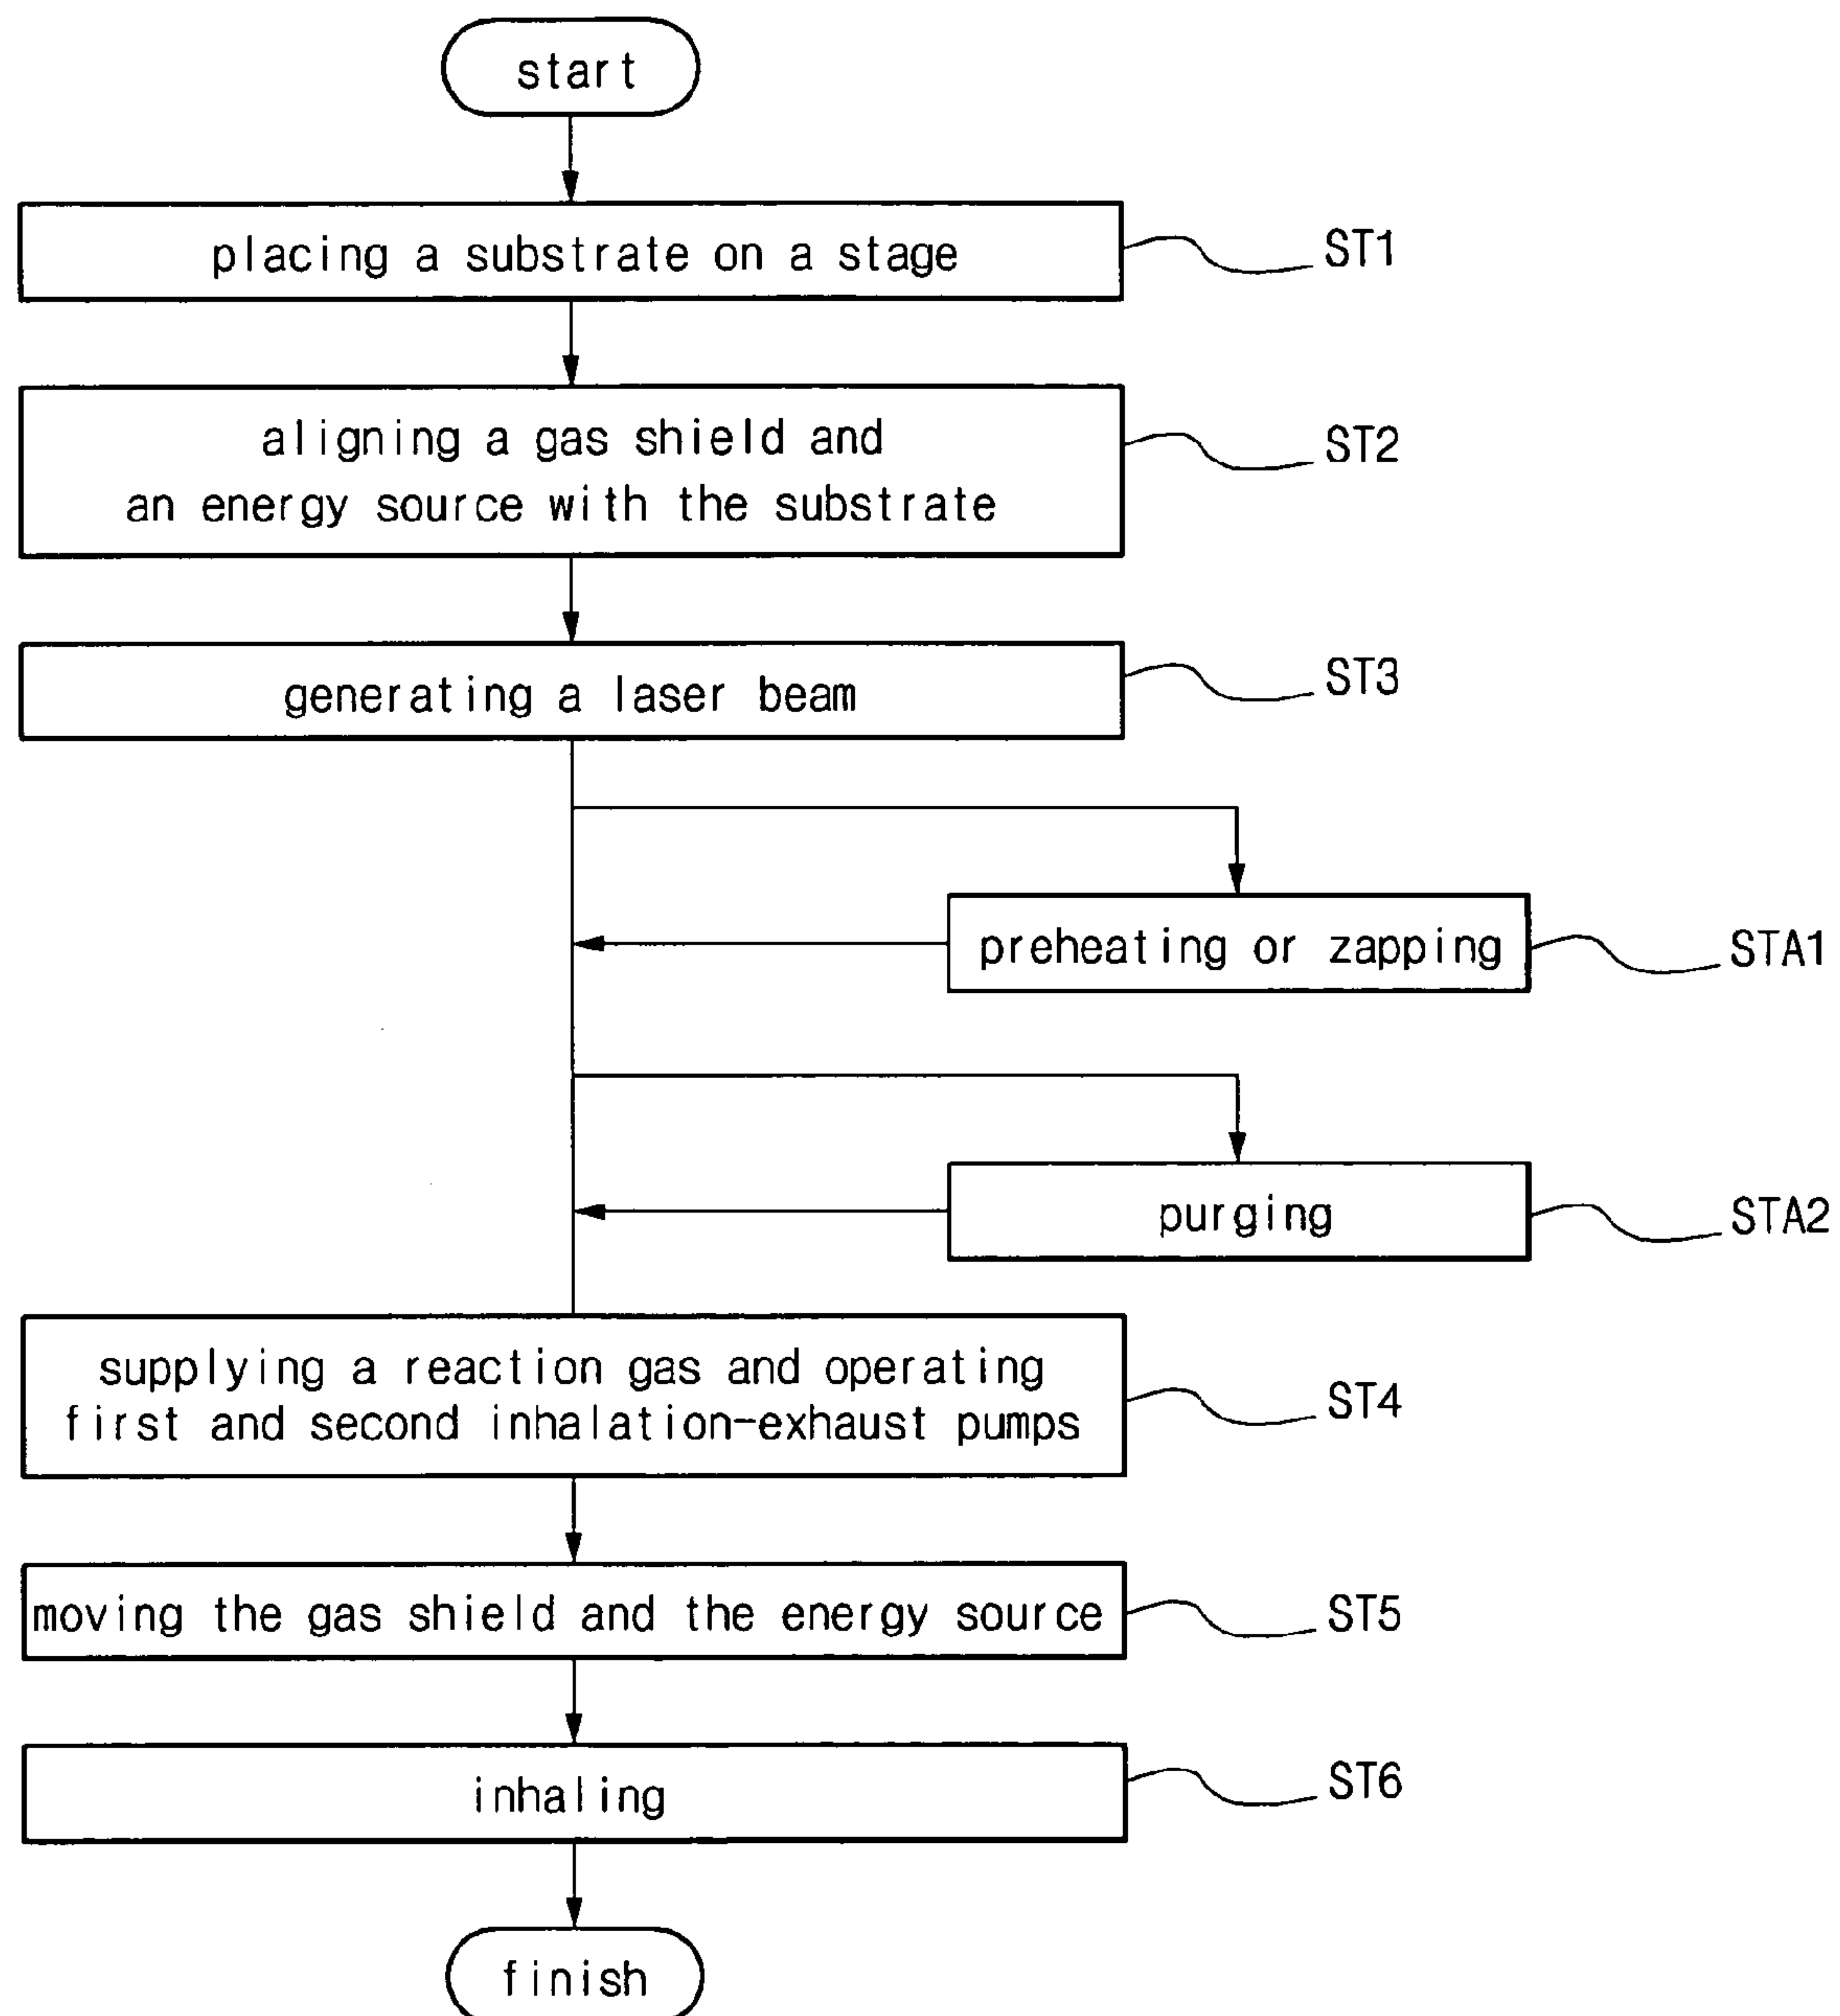 start
placing a substrate on a stage
ST1
aligning a gas shield and
an energy source with the substrate
ST2
generating a laser beam
ST3
preheating or zapping
STA1
purging
STA2
supplying a reaction gas and operating
first and second inhalation-exhaust pumps
ST4
moving the gas shield and the energy source
ST5
inhaling
ST6
finish